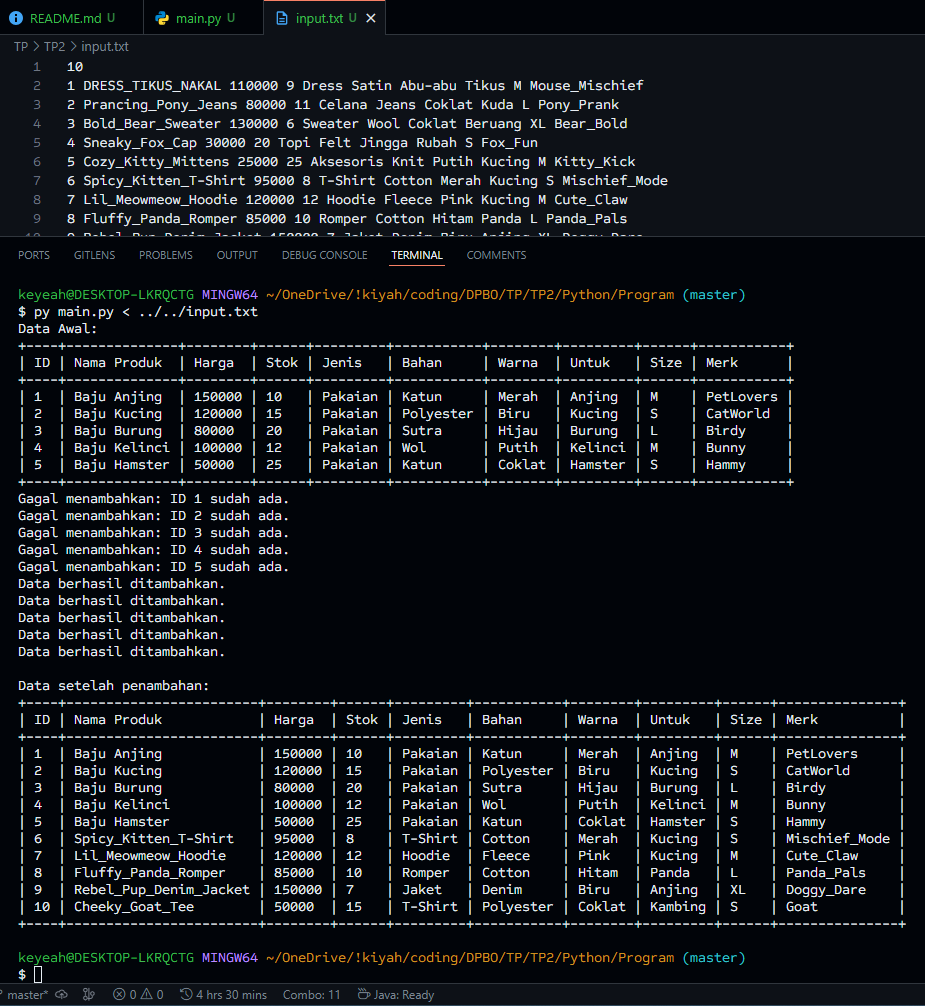 README.md U main.py U input.txt U
TP > TP2 > input.txt
1 10
2 1 DRESS_TIKUS_NAKAL 110000 9 Dress Satin Abu-abu Tikus M Mouse_Mischief
3 2 Prancing_Pony_Jeans 80000 11 Celana Jeans Coklat Kuda L Pony_Prank
4 3 Bold_Bear_Sweater 130000 6 Sweater Wool Coklat Beruang XL Bear_Bold
5 4 Sneaky_Fox_Cap 30000 20 Topi Felt Jingga Rubah S Fox_Fun
6 5 Cozy_Kitty_Mittens 25000 25 Aksesoris Knit Putih Kucing M Kitty_Kick
7 6 Spicy_Kitten_T-Shirt 95000 8 T-Shirt Cotton Merah Kucing S Mischief_Mode
8 7 Lil_Meowmeow_Hoodie 120000 12 Hoodie Fleece Pink Kucing M Cute_Claw
9 8 Fluffy_Panda_Romper 85000 10 Romper Cotton Hitam Panda L Panda_Pals
10 9 Rebel_Pup_Denim_Jacket 150000 7 Jaket Denim Biru Anjing XL Doggy_Dare
PORTS GITLENS PROBLEMS OUTPUT DEBUG CONSOLE TERMINAL COMMENTS
keyeah@DESKTOP-LKRQCTG MINGW64 ~/OneDrive/!kiyah/coding/DPBO/TP/TP2/Python/Program (master)
$ py main.py < ../../input.txt
Data Awal:
+----+--------------+--------+------+---------+-----------+--------+---------+------+-----------+
| ID | Nama Produk | Harga | Stok | Jenis | Bahan | Warna | Untuk | Size | Merk |
+----+--------------+--------+------+---------+-----------+--------+---------+------+-----------+
| 1 | Baju Anjing | 150000 | 10 | Pakaian | Katun | Merah | Anjing | M | PetLovers |
| 2 | Baju Kucing | 120000 | 15 | Pakaian | Polyester | Biru | Kucing | S | CatWorld |
| 3 | Baju Burung | 80000 | 20 | Pakaian | Sutra | Hijau | Burung | L | Birdy |
| 4 | Baju Kelinci | 100000 | 12 | Pakaian | Wol | Putih | Kelinci | M | Bunny |
| 5 | Baju Hamster | 50000 | 25 | Pakaian | Katun | Coklat | Hamster | S | Hammy |
+----+--------------+--------+------+---------+-----------+--------+---------+------+-----------+
Gagal menambahkan: ID 1 sudah ada.
Gagal menambahkan: ID 2 sudah ada.
Gagal menambahkan: ID 3 sudah ada.
Gagal menambahkan: ID 4 sudah ada.
Gagal menambahkan: ID 5 sudah ada.
Data berhasil ditambahkan.
Data berhasil ditambahkan.
Data berhasil ditambahkan.
Data berhasil ditambahkan.
Data berhasil ditambahkan.
Data setelah penambahan:
+----+------------------------+--------+------+---------+-----------+--------+---------+------+---------------+
| ID | Nama Produk | Harga | Stok | Jenis | Bahan | Warna | Untuk | Size | Merk |
+----+------------------------+--------+------+---------+-----------+--------+---------+------+---------------+
| 1 | Baju Anjing | 150000 | 10 | Pakaian | Katun | Merah | Anjing | M | PetLovers |
| 2 | Baju Kucing | 120000 | 15 | Pakaian | Polyester | Biru | Kucing | S | CatWorld |
| 3 | Baju Burung | 80000 | 20 | Pakaian | Sutra | Hijau | Burung | L | Birdy |
| 4 | Baju Kelinci | 100000 | 12 | Pakaian | Wol | Putih | Kelinci | M | Bunny |
| 5 | Baju Hamster | 50000 | 25 | Pakaian | Katun | Coklat | Hamster | S | Hammy |
| 6 | Spicy_Kitten_T-Shirt | 95000 | 8 | T-Shirt | Cotton | Merah | Kucing | S | Mischief_Mode |
| 7 | Lil_Meowmeow_Hoodie | 120000 | 12 | Hoodie | Fleece | Pink | Kucing | M | Cute_Claw |
| 8 | Fluffy_Panda_Romper | 85000 | 10 | Romper | Cotton | Hitam | Panda | L | Panda_Pals |
| 9 | Rebel_Pup_Denim_Jacket | 150000 | 7 | Jaket | Denim | Biru | Anjing | XL | Doggy_Dare |
| 10 | Cheeky_Goat_Tee | 50000 | 15 | T-Shirt | Polyester | Coklat | Kambing | S | Goat |
+----+------------------------+--------+------+---------+-----------+--------+---------+------+---------------+
keyeah@DESKTOP-LKRQCTG MINGW64 ~/OneDrive/!kiyah/coding/DPBO/TP/TP2/Python/Program (master)
$
master* 0 0 4 hrs 30 mins Combo: 11 Java: Ready